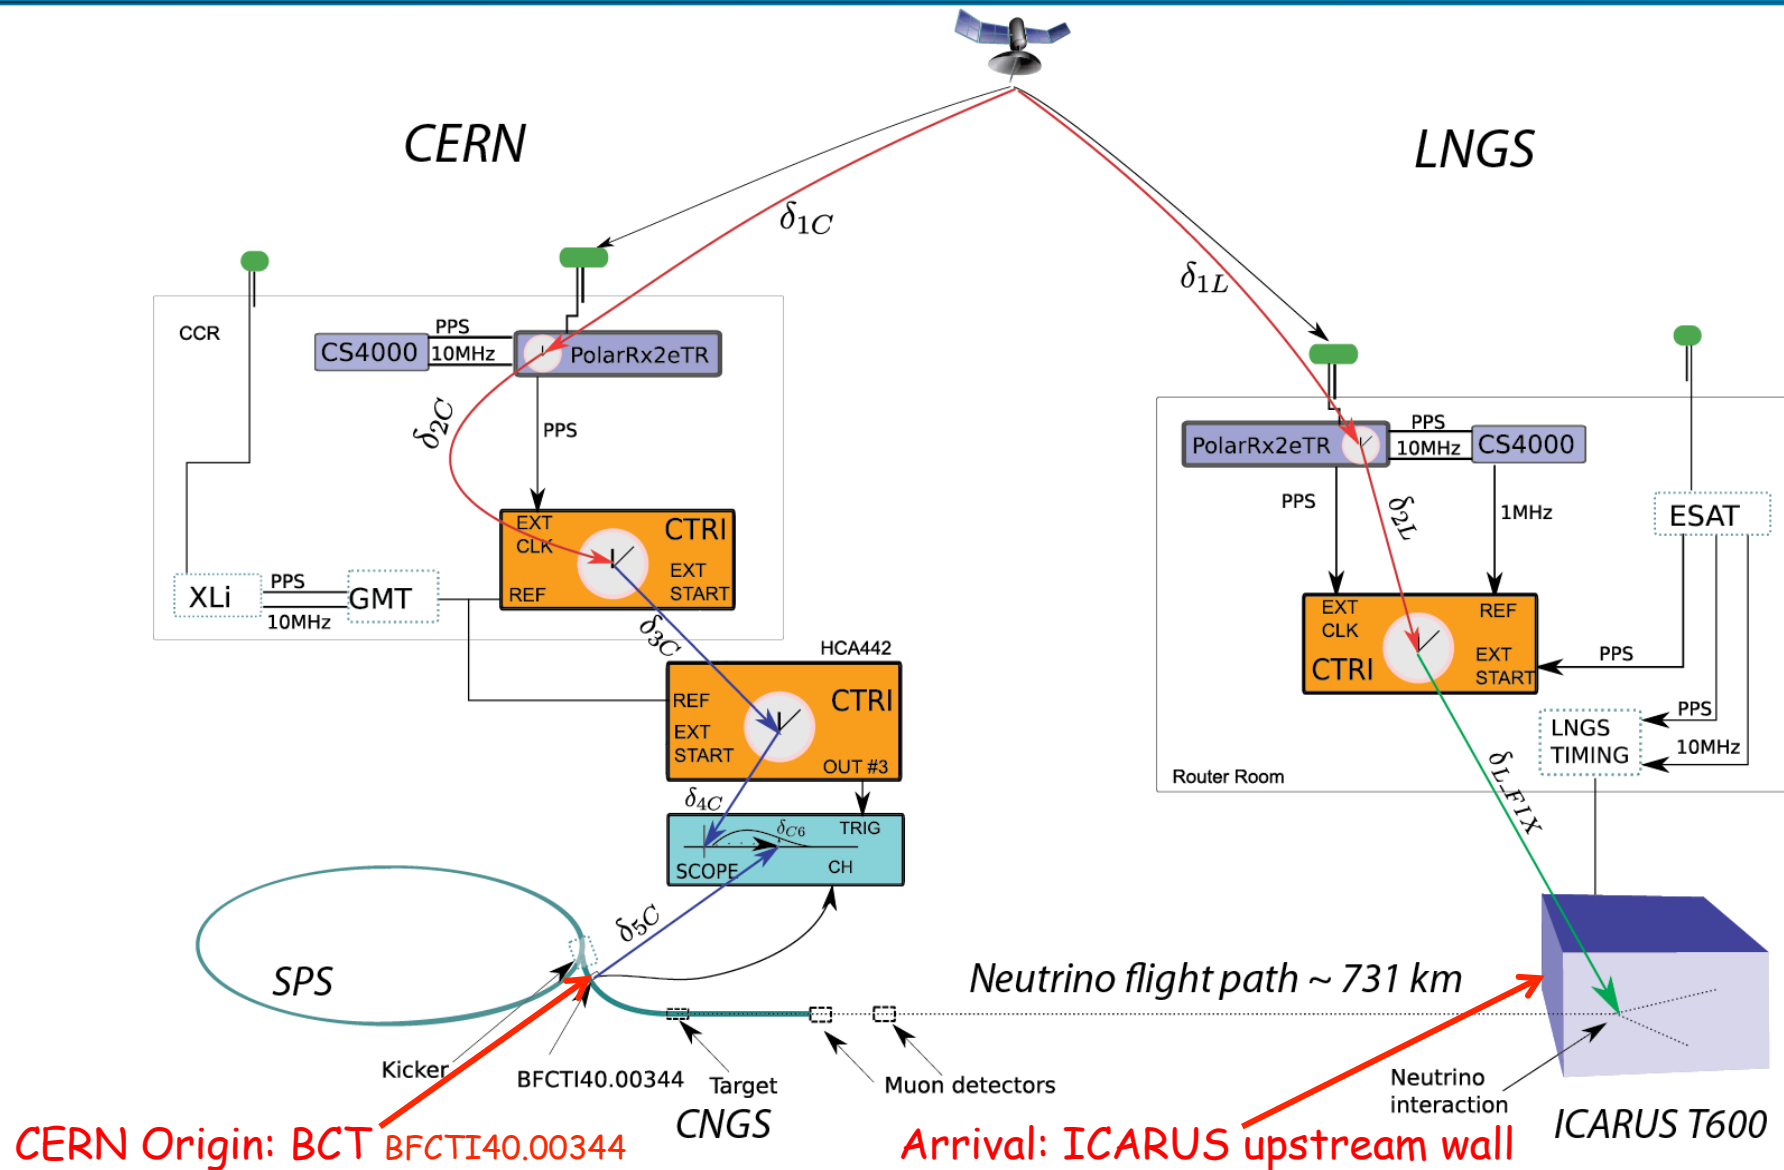 CERN
LNGS
δ1C
δ1L
CCR
CS4000
PPS
10MHz
PolarRx2eTR
δ2C
PPS
PolarRx2eTR
PPS
10MHz
CS4000
PPS
δ2L
1MHz
ESAT
EXT
CLK
CTRI
EXT
START
REF
XLi
PPS
10MHz
GMT
EXT
CLK
REF
CTRI
EXT
START
PPS
δ3C
HCA442
REF
CTRI
EXT
START
OUT #3
LNGS
TIMING
PPS
10MHz
Router Room
δL_FIX
δ4C
δC6
TRIG
SCOPE
CH
δ5C
SPS
Neutrino flight path ~ 731 km
Kicker
BFCTI40.00344
Target
Muon detectors
Neutrino
interaction
CNGS
ICARUS T600
CERN Origin: BCT BFCTI40.00344
Arrival: ICARUS upstream wall